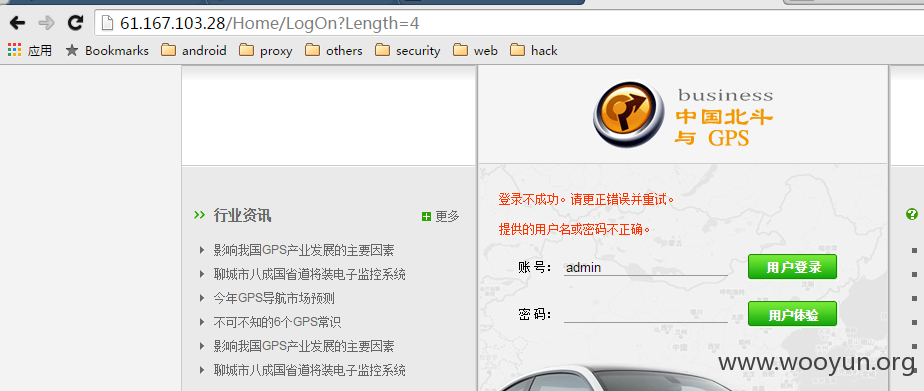 61.167.103.28/Home/LogOn?Length=4
应用 Bookmarks android proxy others security web hack
business
中国北斗
与 GPS
行业资讯 更多
影响我国GPS产业发展的主要因素
聊城市八成国省道将装电子监控系统
今年GPS导航市场预测
不可不知的6个GPS常识
影响我国GPS产业发展的主要因素
聊城市八成国省道将装电子监控系统
登录不成功。请更正错误并重试。
提供的用户名或密码不正确。
账 号： admin 用户登录
密 码： 用户体验
www.wooyun.org